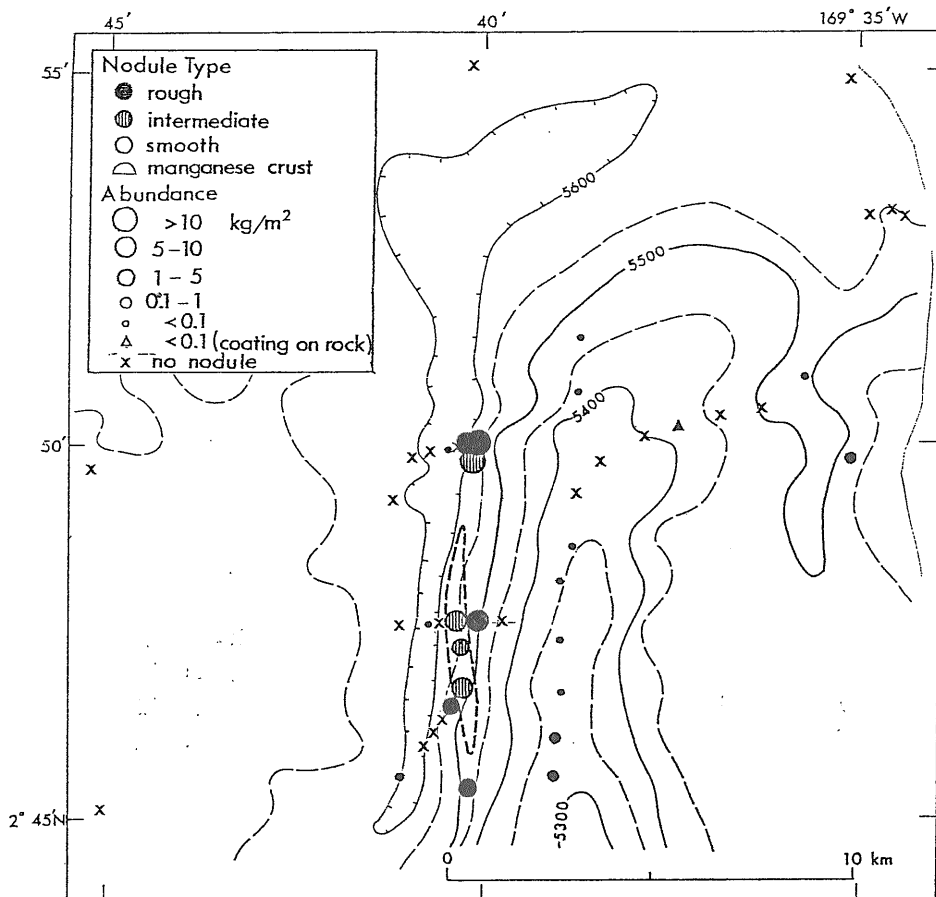 45′ 40′ 169° 35′W
55′
Nodule Type
rough
intermediate
smooth
manganese crust
Abundance
>10 kg/m²
5-10
1-5
0.1-1
<0.1
<0.1 (coating on rock)
x no nodule
5600
5500
5400
50′
2° 45′N
-5300
0 10 km